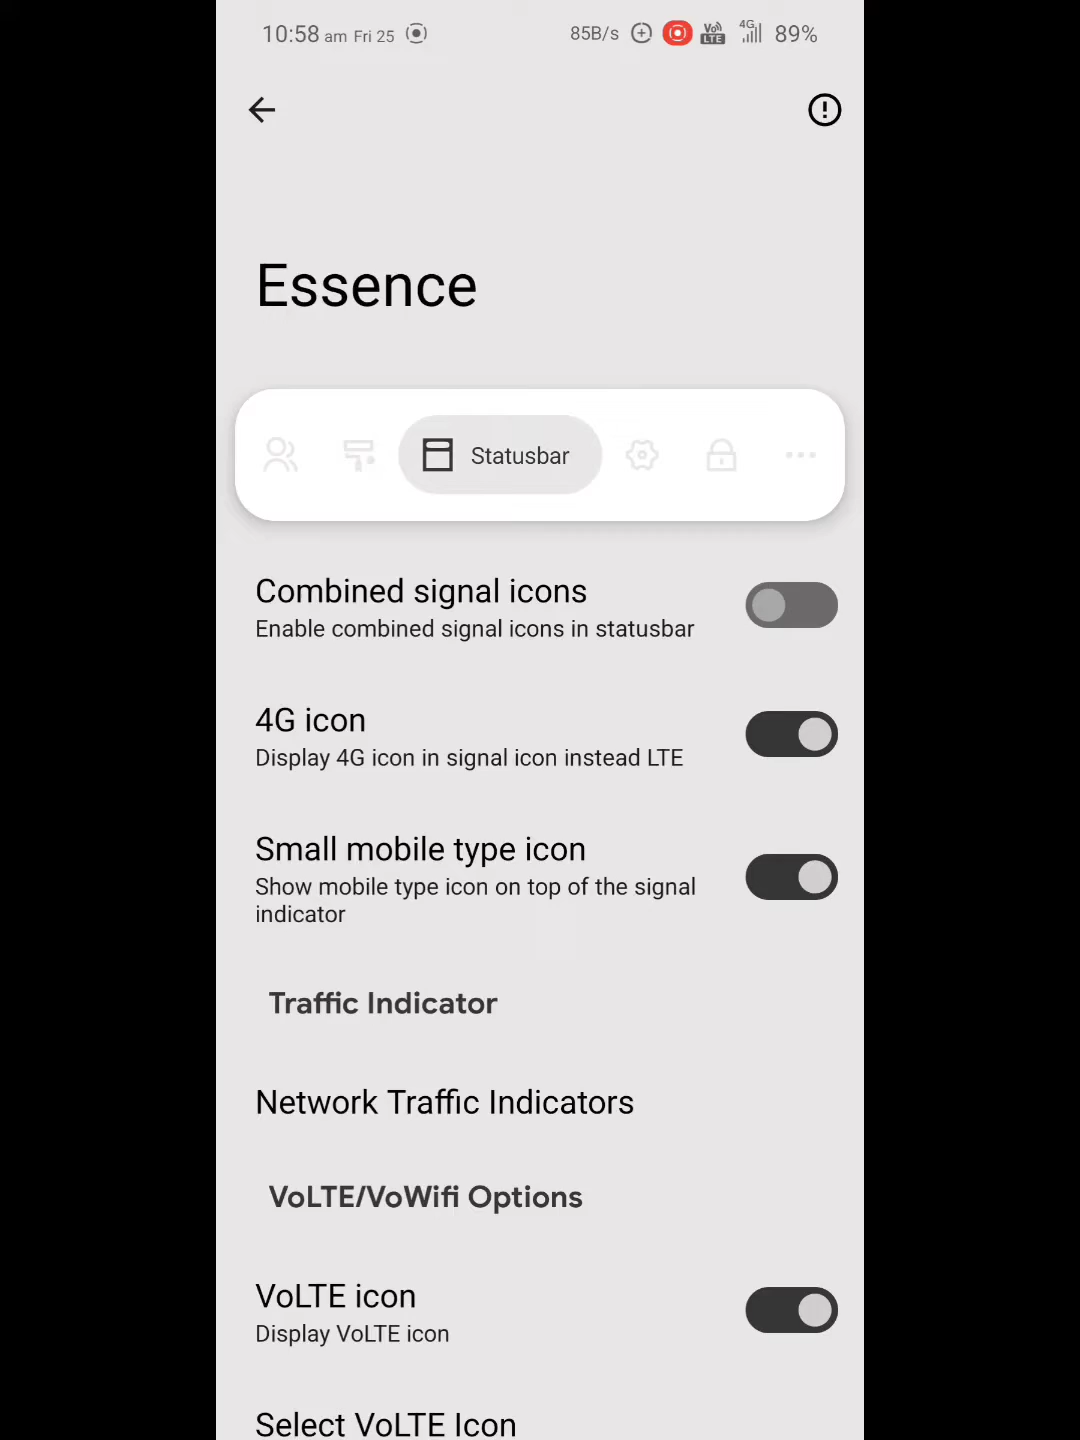 10:58 am Fri 25 85B/s Vo)) LTE 4G 89%
Essence
Statusbar
Combined signal icons
Enable combined signal icons in statusbar
4G icon
Display 4G icon in signal icon instead LTE
Small mobile type icon
Show mobile type icon on top of the signal
indicator
Traffic Indicator
Network Traffic Indicators
VoLTE/VoWifi Options
VoLTE icon
Display VoLTE icon
Select VoLTE Icon